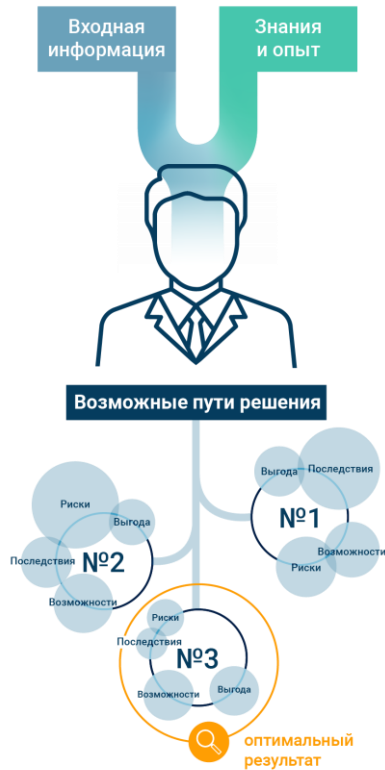 Входная
информация
Знания
и опыт
Возможные пути решения
Выгода
Последствия
№1
Возможности
Риски
Риски
Выгода
Последствия
№2
Возможности
Риски
Последствия
№3
Возможности
Выгода
оптимальный
результат